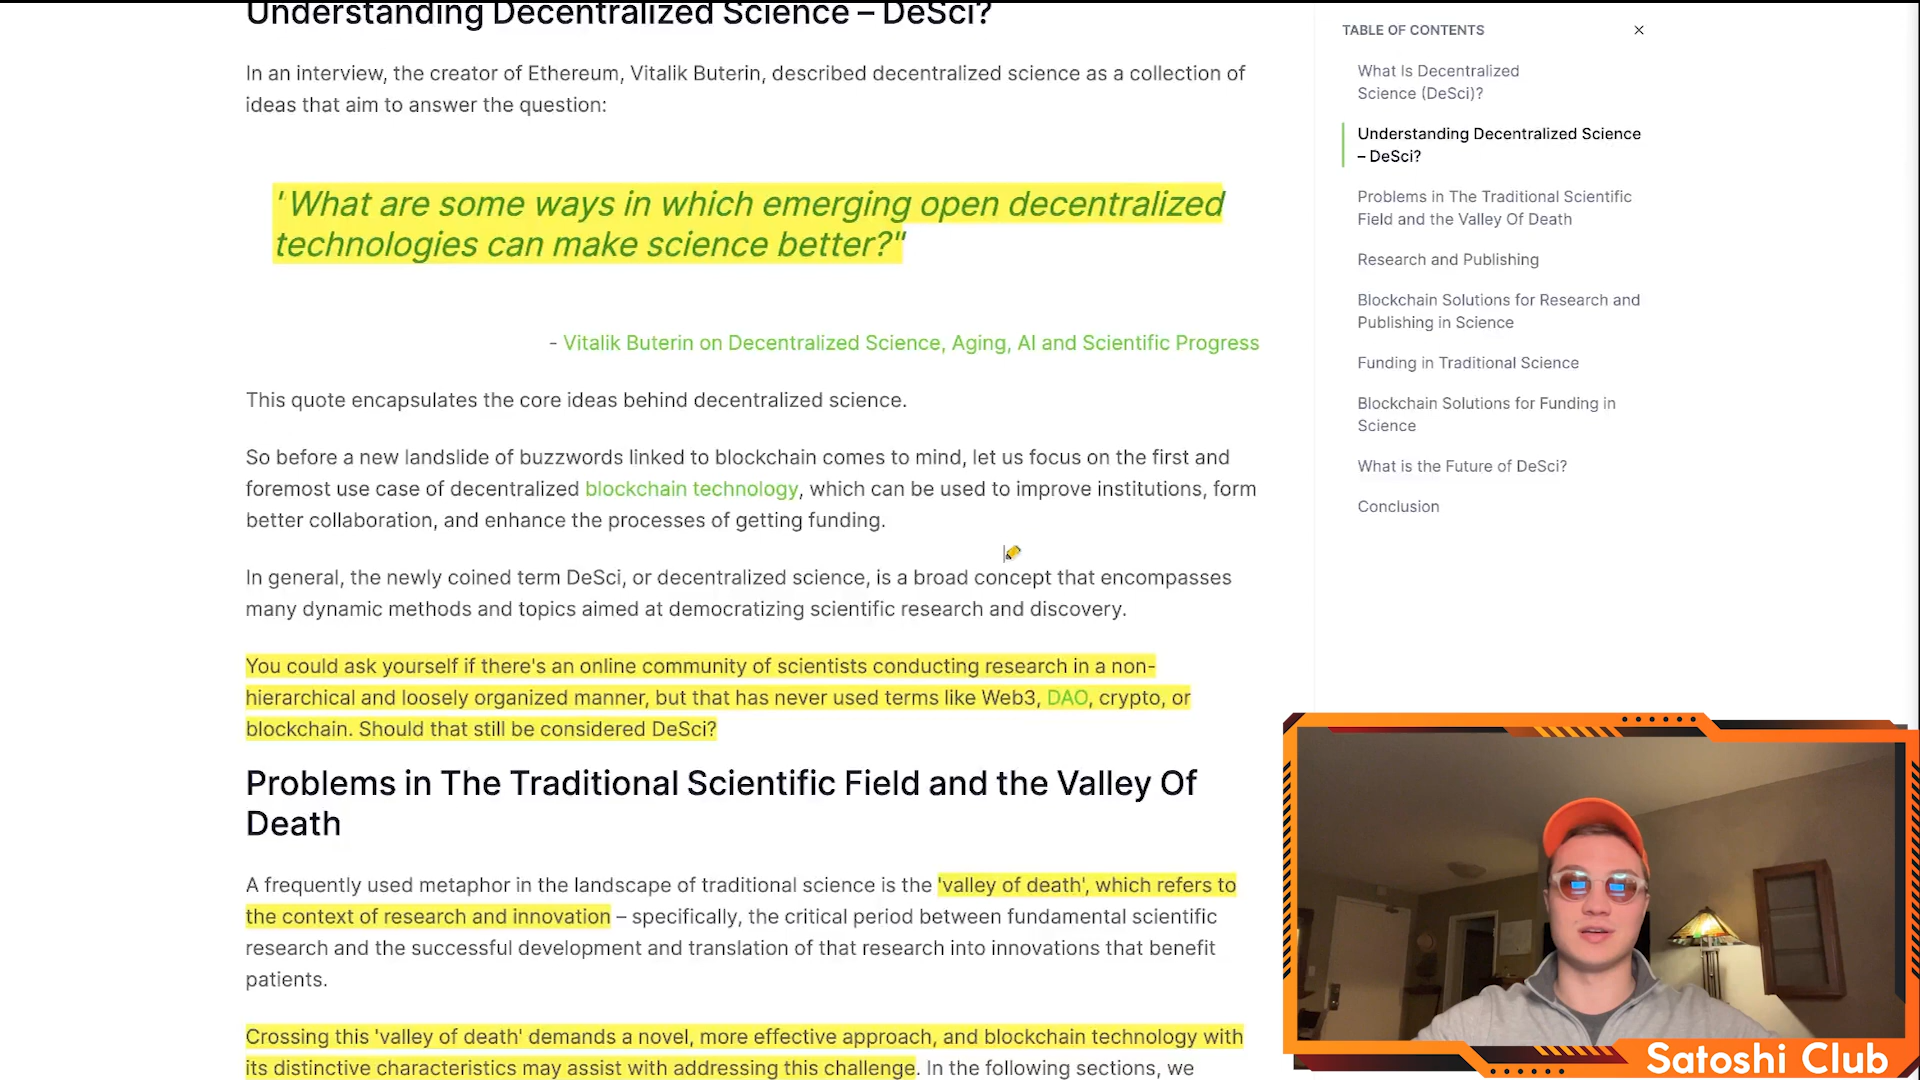 Understanding Decentralized Science – DeSci?
In an interview, the creator of Ethereum, Vitalik Buterin, described decentralized science as a collection of
ideas that aim to answer the question:
"What are some ways in which emerging open decentralized
technologies can make science better?"
- Vitalik Buterin on Decentralized Science, Aging, AI and Scientific Progress
This quote encapsulates the core ideas behind decentralized science.
So before a new landslide of buzzwords linked to blockchain comes to mind, let us focus on the first and
foremost use case of decentralized blockchain technology, which can be used to improve institutions, form
better collaboration, and enhance the processes of getting funding.
In general, the newly coined term DeSci, or decentralized science, is a broad concept that encompasses
many dynamic methods and topics aimed at democratizing scientific research and discovery.
You could ask yourself if there's an online community of scientists conducting research in a non-
hierarchical and loosely organized manner, but that has never used terms like Web3, DAO, crypto, or
blockchain. Should that still be considered DeSci?
Problems in The Traditional Scientific Field and the Valley Of
Death
A frequently used metaphor in the landscape of traditional science is the 'valley of death', which refers to
the context of research and innovation – specifically, the critical period between fundamental scientific
research and the successful development and translation of that research into innovations that benefit
patients.
Crossing this 'valley of death' demands a novel, more effective approach, and blockchain technology with
its distinctive characteristics may assist with addressing this challenge. In the following sections, we
TABLE OF CONTENTS
What Is Decentralized
Science (DeSci)?
Understanding Decentralized Science
– DeSci?
Problems in The Traditional Scientific
Field and the Valley Of Death
Research and Publishing
Blockchain Solutions for Research and
Publishing in Science
Funding in Traditional Science
Blockchain Solutions for Funding in
Science
What is the Future of DeSci?
Conclusion
Satoshi Club